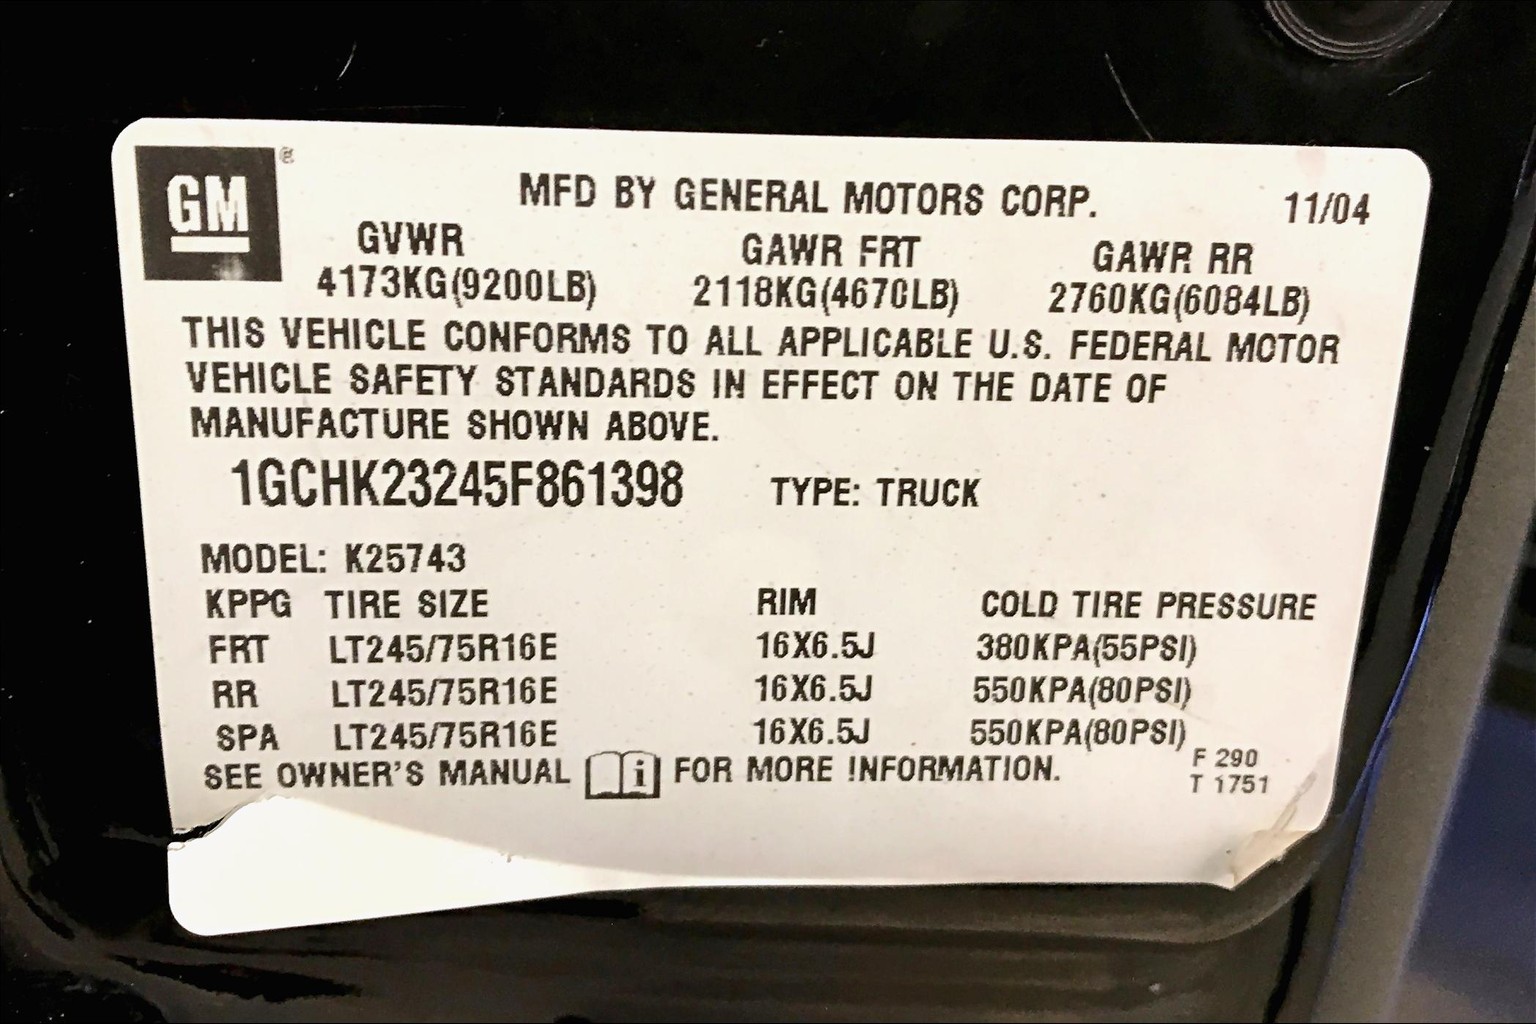 GM ®
MFD BY GENERAL MOTORS CORP. 11/04
GVWR GAWR FRT GAWR RR
4173KG(9200LB) 2118KG(4670LB) 2760KG(6084LB)
THIS VEHICLE CONFORMS TO ALL APPLICABLE U.S. FEDERAL MOTOR
VEHICLE SAFETY STANDARDS IN EFFECT ON THE DATE OF
MANUFACTURE SHOWN ABOVE.
1GCHK23245F861398 TYPE: TRUCK
MODEL: K25743
KPPG TIRE SIZE RIM COLD TIRE PRESSURE
FRT LT245/75R16E 16X6.5J 380KPA(55PSI)
RR LT245/75R16E 16X6.5J 550KPA(80PSI)
SPA LT245/75R16E 16X6.5J 550KPA(80PSI)
SEE OWNER'S MANUAL i FOR MORE INFORMATION.
F 290
T 1751